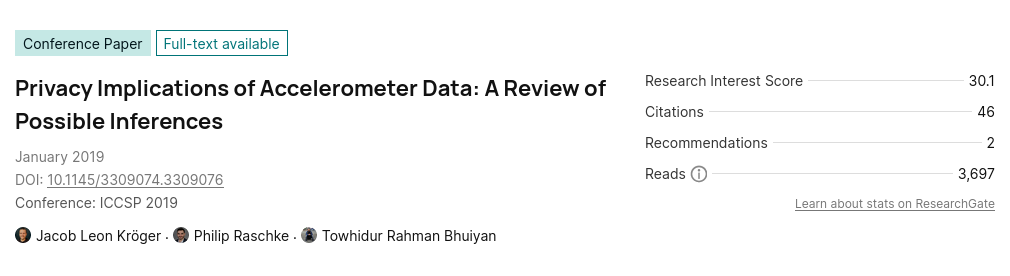 Conference Paper
Full-text available
Privacy Implications of Accelerometer Data: A Review of
Possible Inferences
January 2019
DOI: 10.1145/3309074.3309076
Conference: ICCSP 2019
Jacob Leon Kröger · Philip Raschke · Towhidur Rahman Bhuiyan
Research Interest Score 30.1
Citations 46
Recommendations 2
Reads 3,697
Learn about stats on ResearchGate